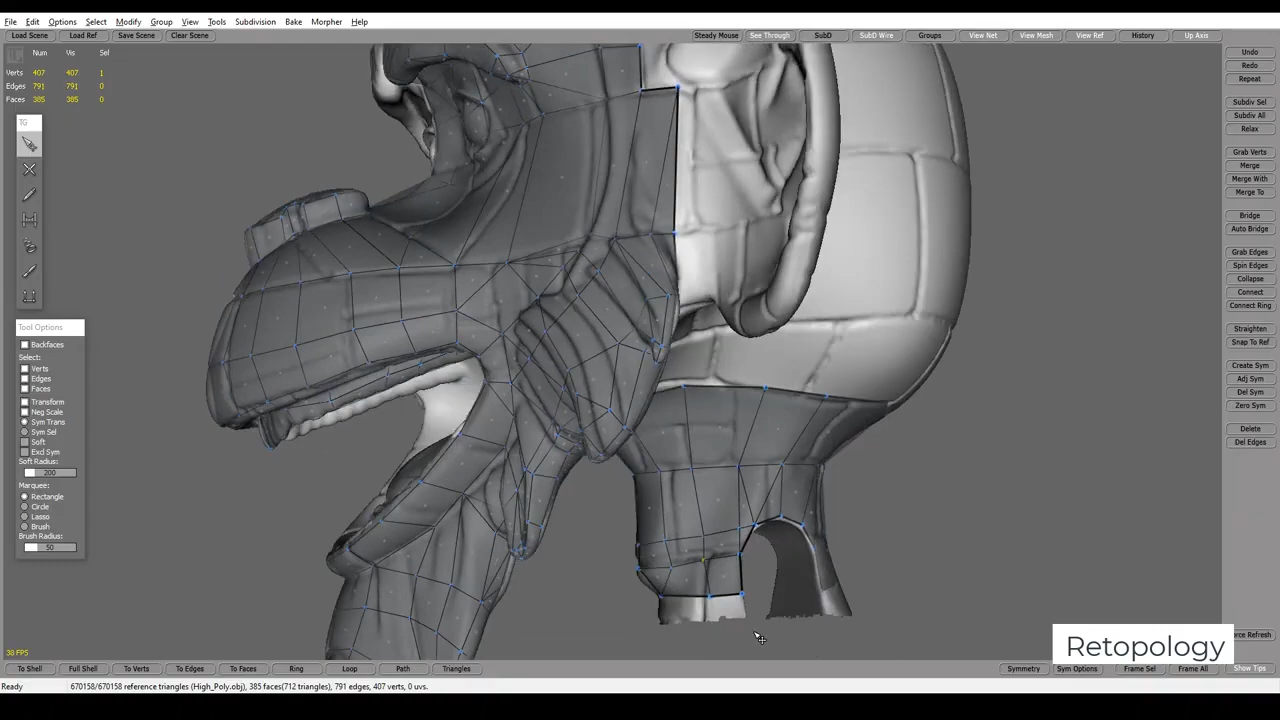 File Edit Options Select Modify Group View Tools Subdivision Bake Morpher Help
Load Scene Load Ref Save Scene Clear Scene Steady Mouse See Through SubD SubD Wire Groups View Net View Mesh View Ref History Up Axis
Num Vis Sel
Verts 407 407 1
Edges 791 791 0
Faces 385 385 0
TG
Tool Options
Backfaces
Select:
Verts
Edges
Faces
Transform
Neg Scale
Sym Trans
Sym Sel
Soft
Excl Sym
Soft Radius:
200
Marquee:
Rectangle
Circle
Lasso
Brush
Brush Radius:
50
Undo
Redo
Repeat
Subdiv Sel
Subdiv All
Relax
Grab Verts
Merge
Merge With
Merge To
Bridge
Auto Bridge
Grab Edges
Spin Edges
Collapse
Connect
Connect Ring
Straighten
Snap To Ref
Create Sym
Adj Sym
Del Sym
Zero Sym
Delete
Del Edges
Retopology
orce Refresh
38 FPS
To Shell Full Shell To Verts To Edges To Faces Ring Loop Path Triangles Symmetry Sym Options Frame Sel Frame All Show Tips
Ready 670158/670158 reference triangles (High_Poly.obj), 385 faces(712 triangles), 791 edges, 407 verts, 0 uvs.